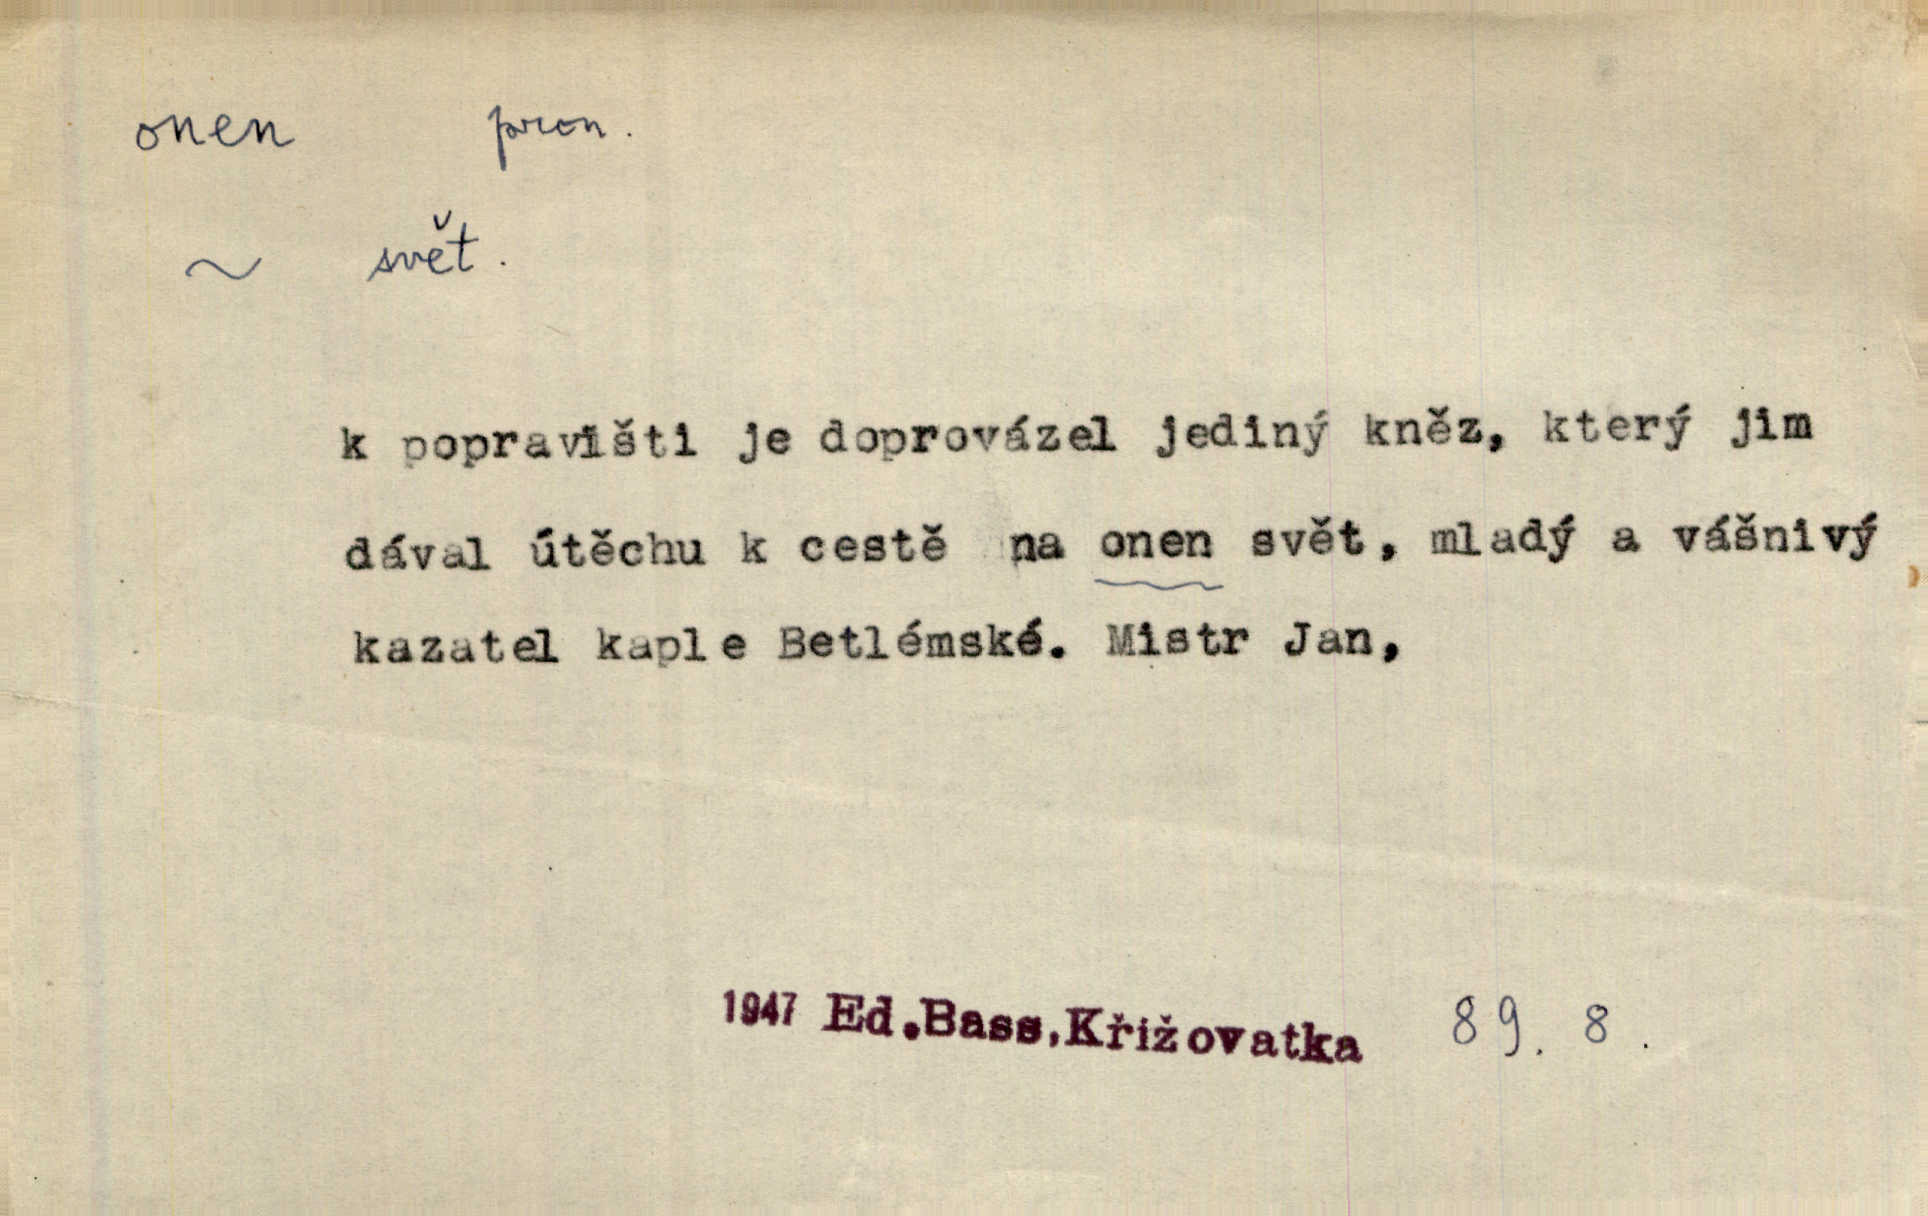 onen pron.
~ svět.
k popravišti je doprovázel jediný kněz, který jim
dával útěchu k cestě na onen svět, mladý a vášnivý
kazatel kaple Betlémské. Mistr Jan,
1947 Ed.Bass,Křižovatka 89. 8.